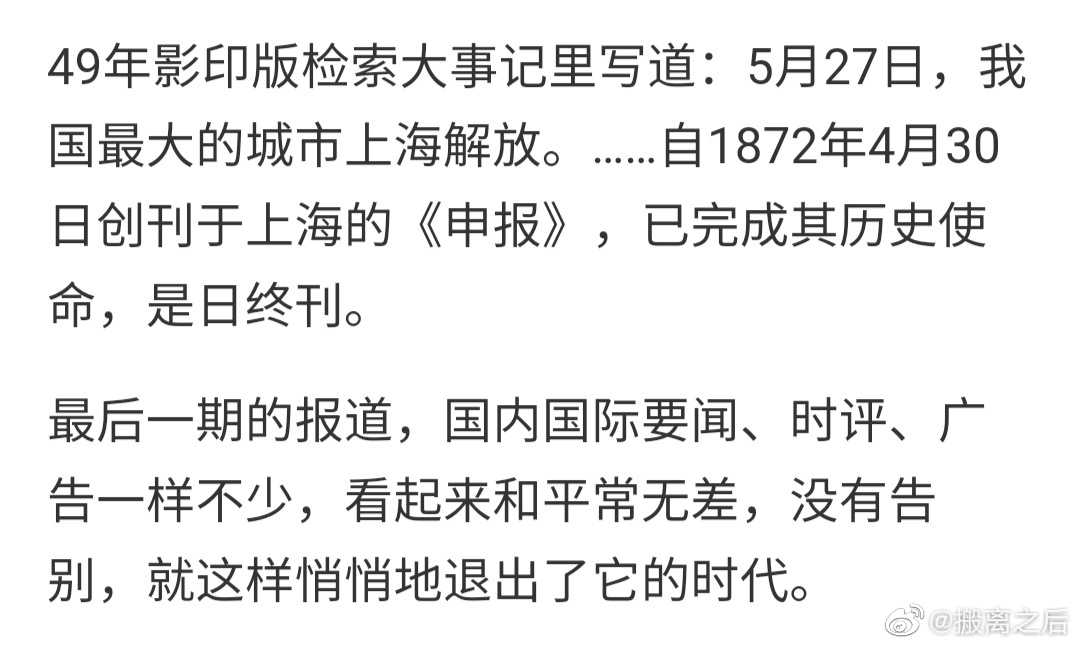 49年影印版检索大事记里写道：5月27日，我
国最大的城市上海解放。……自1872年4月30
日创刊于上海的《申报》，已完成其历史使
命，是日终刊。
最后一期的报道，国内国际要闻、时评、广
告一样不少，看起来和平常无差，没有告
别，就这样悄悄地退出了它的时代。
@搬离之后